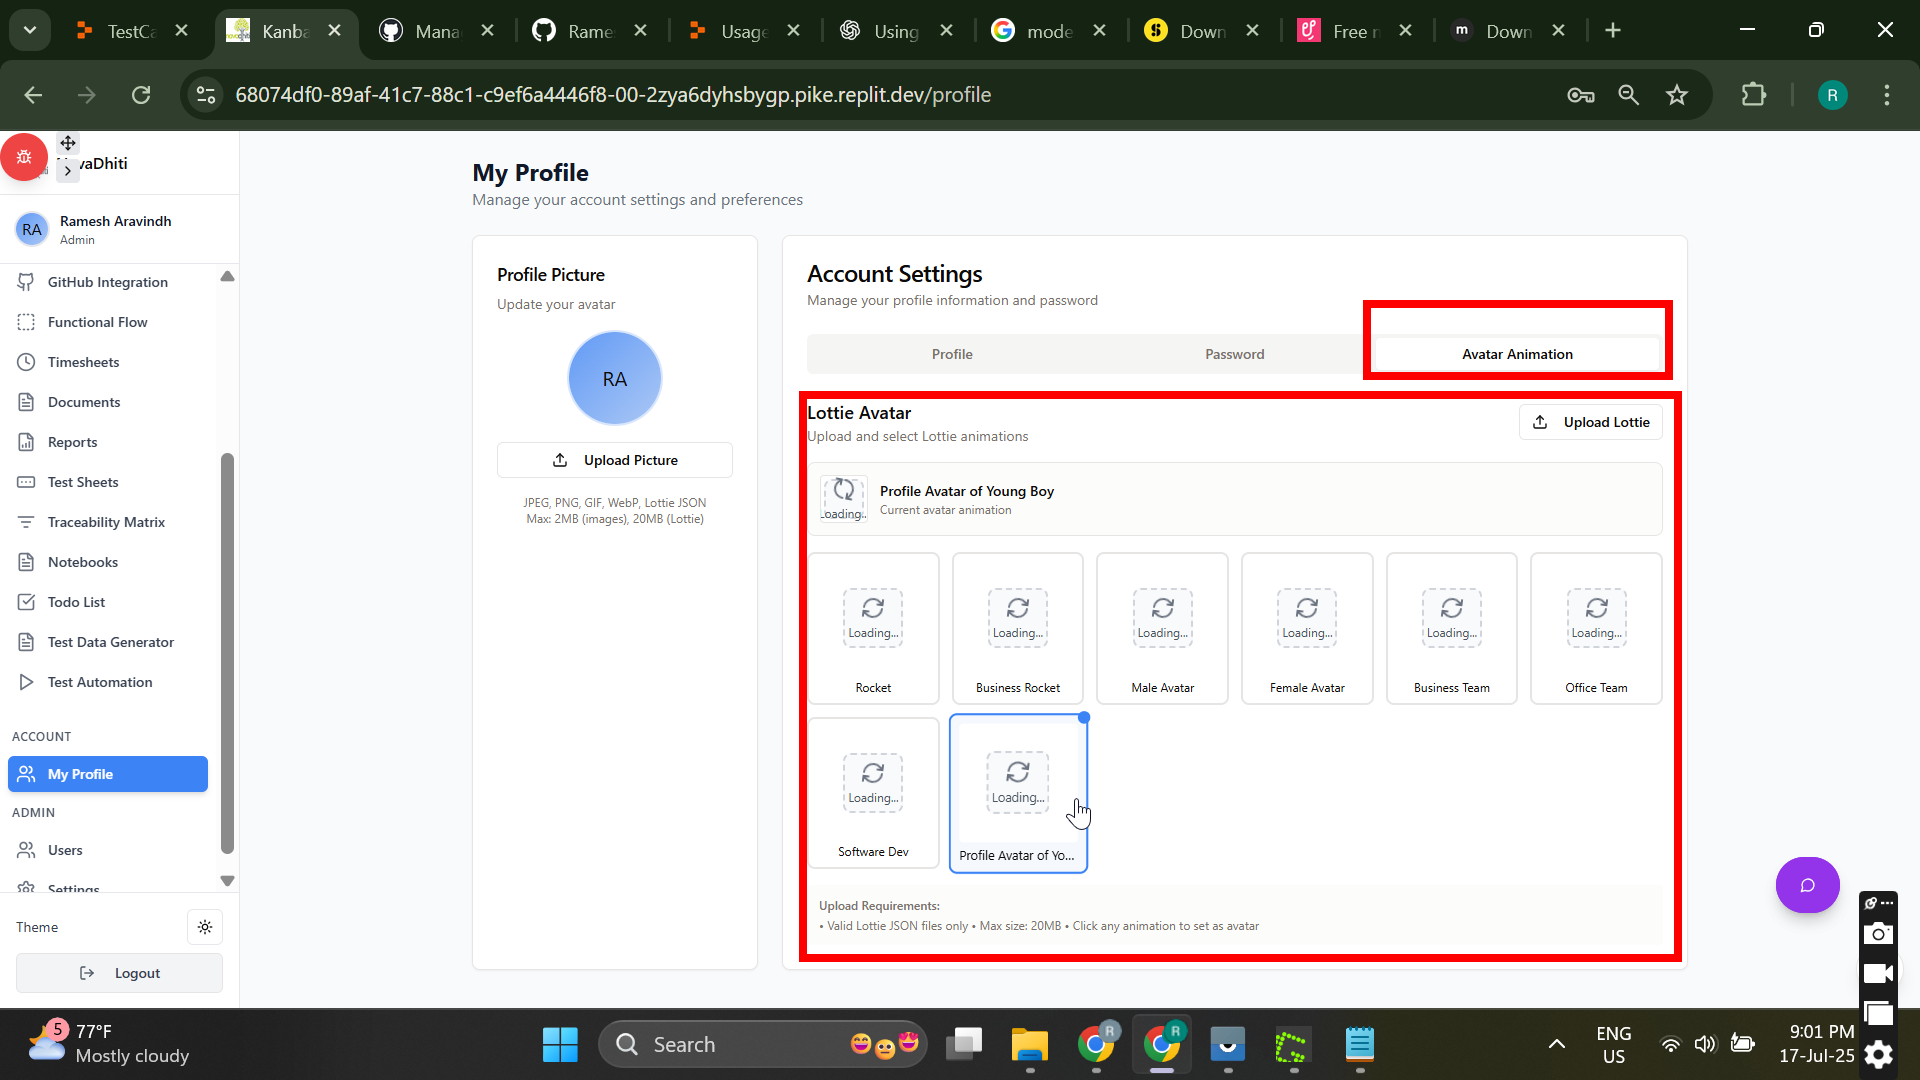 TestCa
Kanba
Mana
Rame
Usage
Using
mode
Down
Free n
Down
68074df0-89af-41c7-88c1-c9ef6a4446f8-00-2zya6dyhsbygp.pike.replit.dev/profile
R
vaDhiti
RA
Ramesh Aravindh
Admin
GitHub Integration
Functional Flow
Timesheets
Documents
Reports
Test Sheets
Traceability Matrix
Notebooks
Todo List
Test Data Generator
Test Automation
ACCOUNT
My Profile
ADMIN
Users
Settings
Theme
Logout
My Profile
Manage your account settings and preferences
Profile Picture
Update your avatar
RA
Upload Picture
JPEG, PNG, GIF, WebP, Lottie JSON
Max: 2MB (images), 20MB (Lottie)
Account Settings
Manage your profile information and password
Profile Password Avatar Animation
Lottie Avatar
Upload and select Lottie animations
Upload Lottie
Loading..
Profile Avatar of Young Boy
Current avatar animation
Loading... Loading... Loading... Loading... Loading... Loading...
Rocket Business Rocket Male Avatar Female Avatar Business Team Office Team
Loading... Loading...
Software Dev Profile Avatar of Yo...
Upload Requirements:
• Valid Lottie JSON files only • Max size: 20MB • Click any animation to set as avatar
5
77°F
Mostly cloudy
Search
R
R
ENG
US
9:01 PM
17-Jul-25